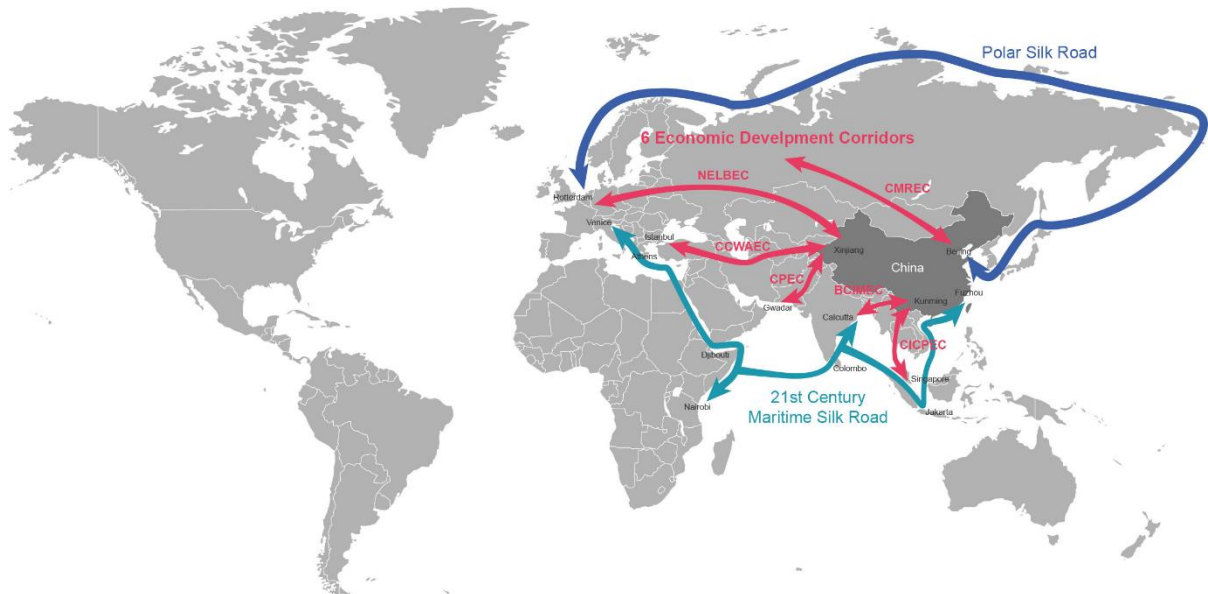 Polar Silk Road
6 Economic Develpment Corridors
NELBEC
CMREC
Rotterdam
Venice
Istanbul
CCWAEC
Xinjiang
Beijing
Athens
China
CPEC
BCIMEC
Fuzhou
Gwadar
Kunming
Calcutta
CICPEC
Djibouti
Colombo
Singapore
Nairobi
21st Century
Maritime Silk Road
Jakarta